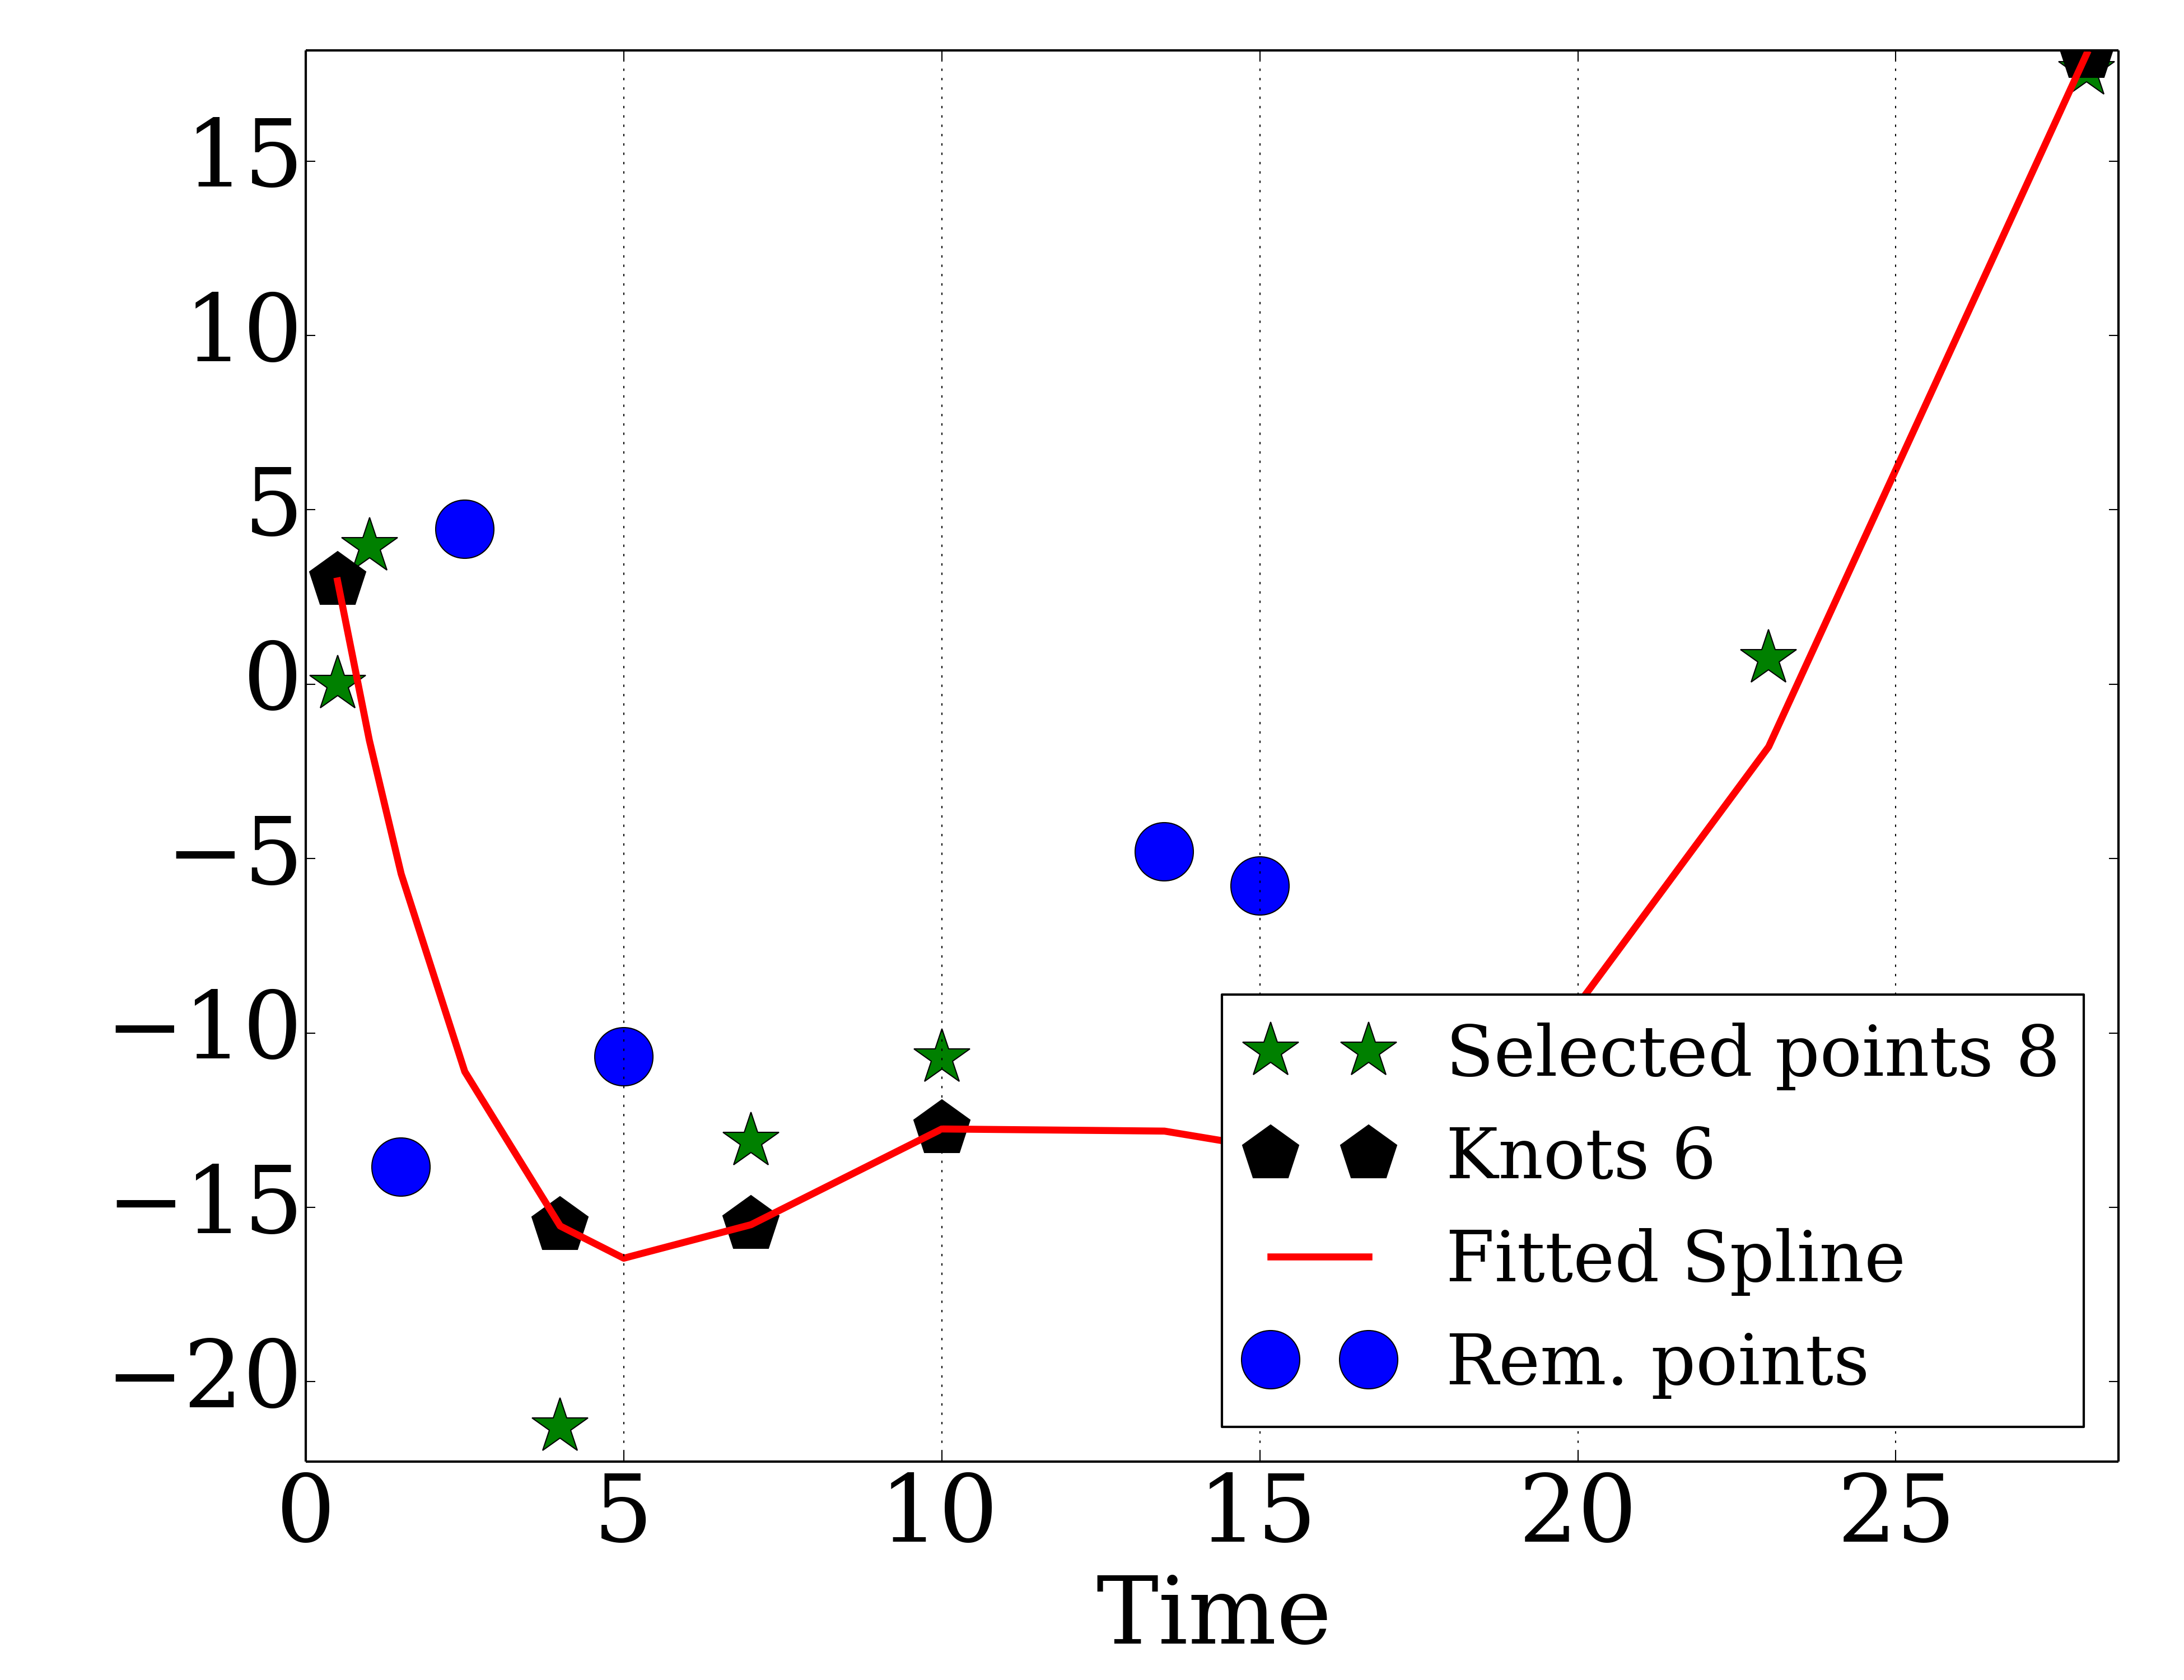 15
10
5
0
−5
−10
−15
−20
Selected points 8
Knots 6
Fitted Spline
Rem. points
0 5 10 15 20 25
Time